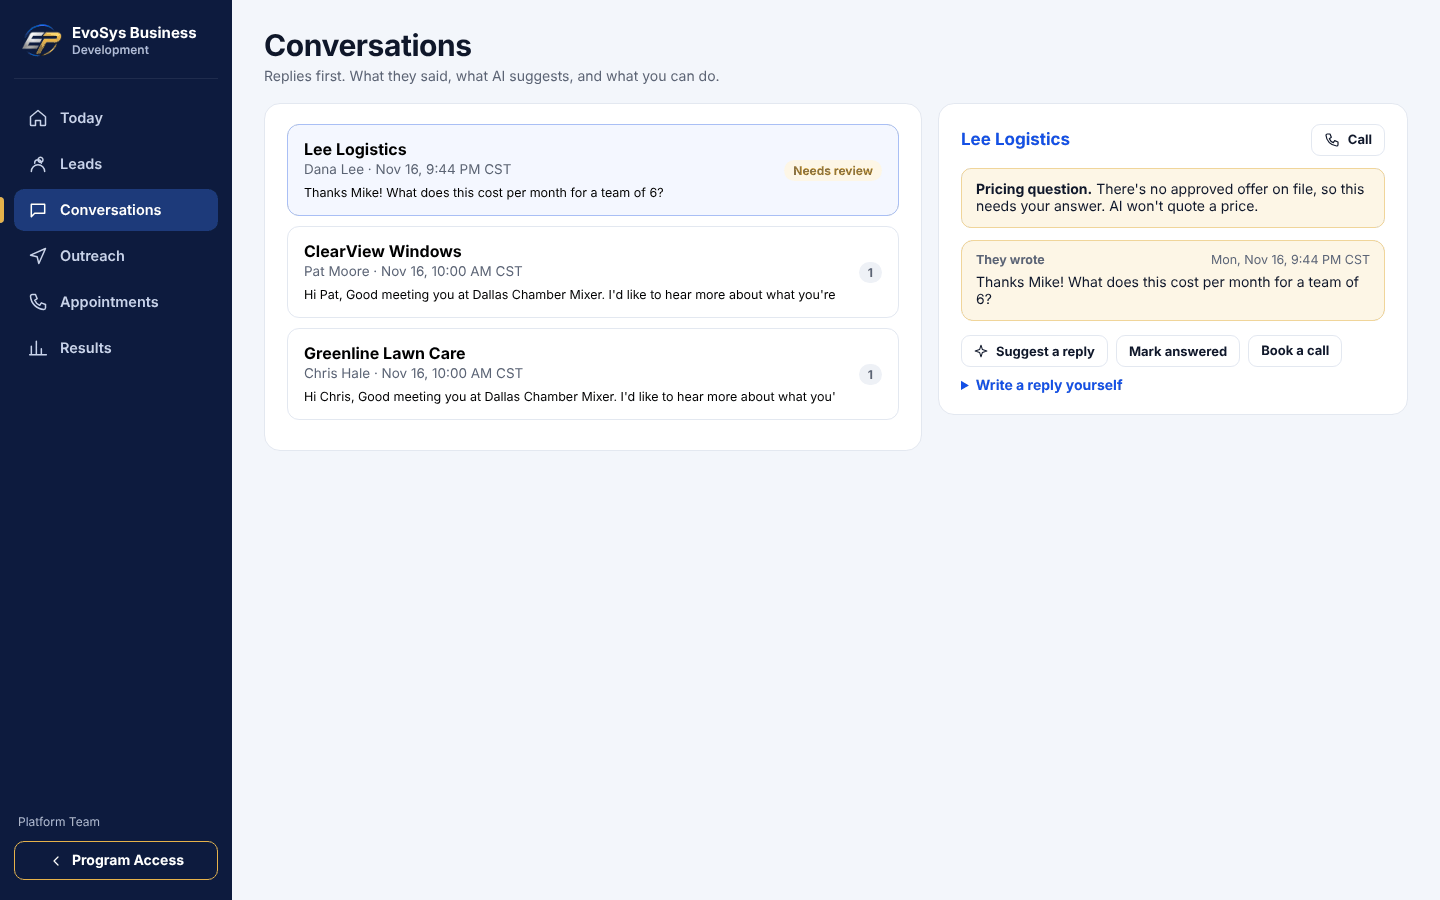 EP
EvoSys Business
Development
Today
Leads
Conversations
Outreach
Appointments
Results
Platform Team
Program Access
Conversations
Replies first. What they said, what AI suggests, and what you can do.
Lee Logistics
Dana Lee · Nov 16, 9:44 PM CST
Needs review
Thanks Mike! What does this cost per month for a team of 6?
ClearView Windows
Pat Moore · Nov 16, 10:00 AM CST
1
Hi Pat, Good meeting you at Dallas Chamber Mixer. I'd like to hear more about what you're
Greenline Lawn Care
Chris Hale · Nov 16, 10:00 AM CST
1
Hi Chris, Good meeting you at Dallas Chamber Mixer. I'd like to hear more about what you'
Lee Logistics
Call
Pricing question. There's no approved offer on file, so this
needs your answer. AI won't quote a price.
They wrote
Mon, Nov 16, 9:44 PM CST
Thanks Mike! What does this cost per month for a team of
6?
Suggest a reply
Mark answered
Book a call
Write a reply yourself